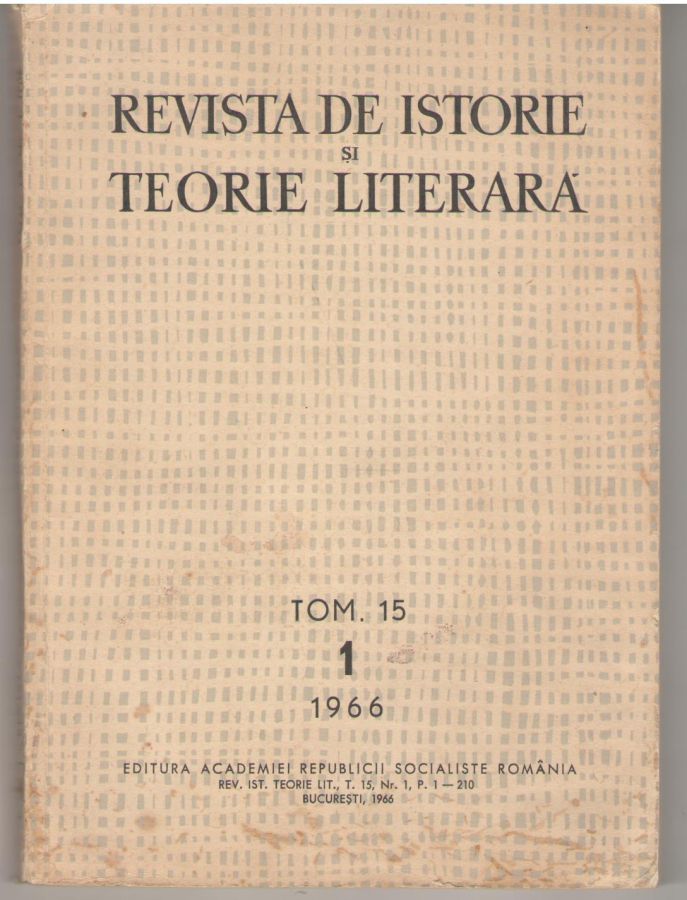 REVISTA DE ISTORIE
ȘI
TEORIE LITERARĂ
TOM. 15
1
1966
EDITURA ACADEMIEI REPUBLICII SOCIALISTE ROMÂNIA
REV. IST. TEORIE LIT., T. 15, Nr. 1, P. 1 — 210
BUCUREȘTI, 1966